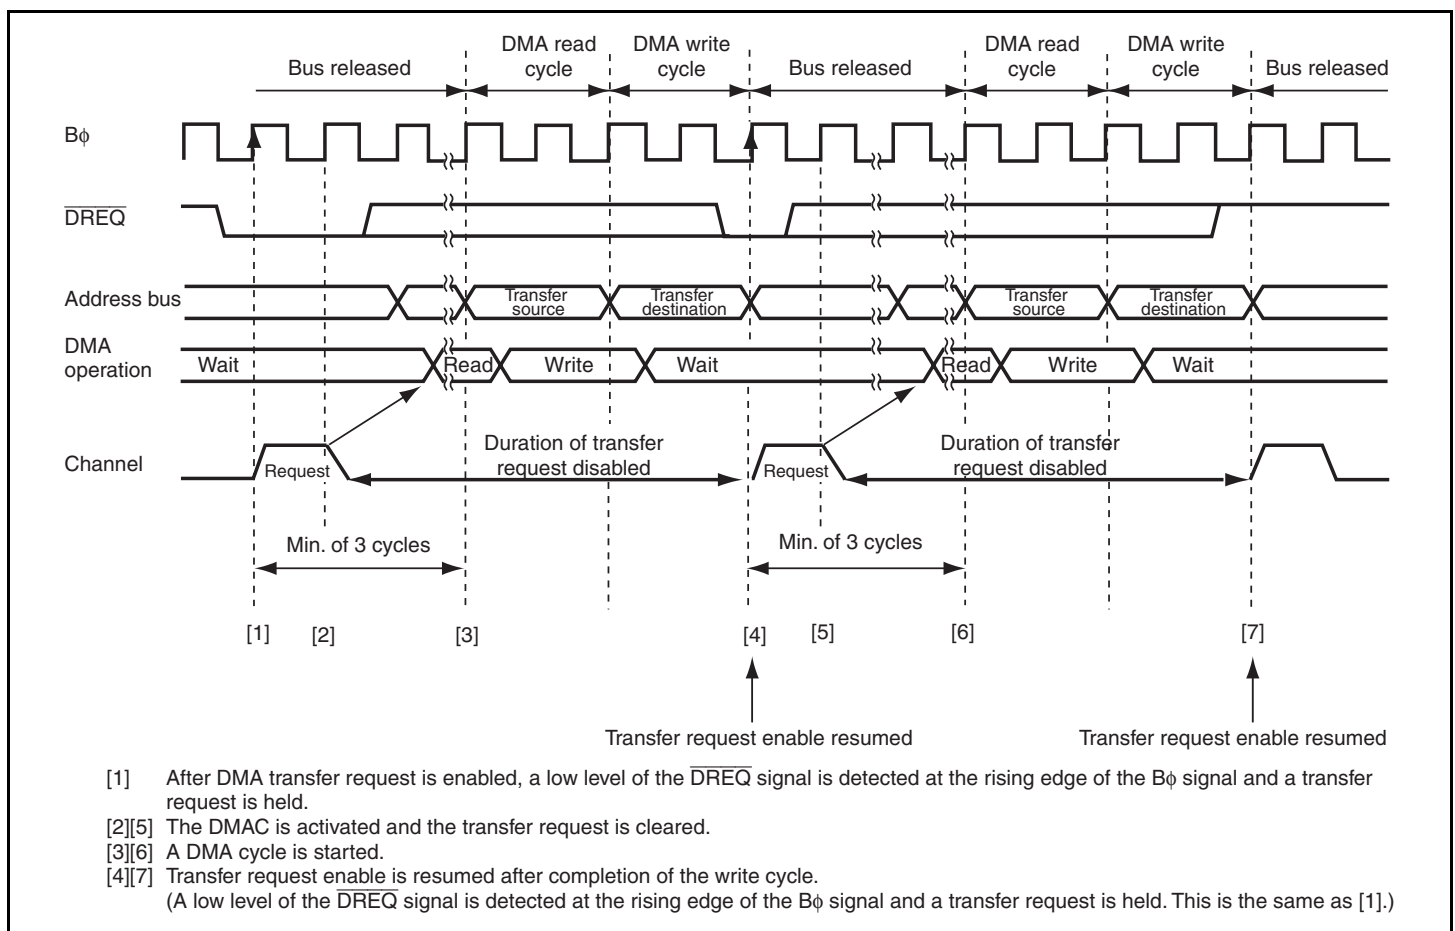 Bus released DMA read cycle DMA write cycle Bus released DMA read cycle DMA write cycle Bus released
Bϕ
DREQ
Address bus Transfer source Transfer destination Transfer source Transfer destination
DMA operation Wait Read Write Wait Read Write Wait
Channel Request Duration of transfer request disabled Request Duration of transfer request disabled
Min. of 3 cycles Min. of 3 cycles
[1] [2] [3] [4] [5] [6] [7]
Transfer request enable resumed Transfer request enable resumed
[1] After DMA transfer request is enabled, a low level of the DREQ signal is detected at the rising edge of the Bϕ signal and a transfer
request is held.
[2][5] The DMAC is activated and the transfer request is cleared.
[3][6] A DMA cycle is started.
[4][7] Transfer request enable is resumed after completion of the write cycle.
(A low level of the DREQ signal is detected at the rising edge of the Bϕ signal and a transfer request is held. This is the same as [1].)